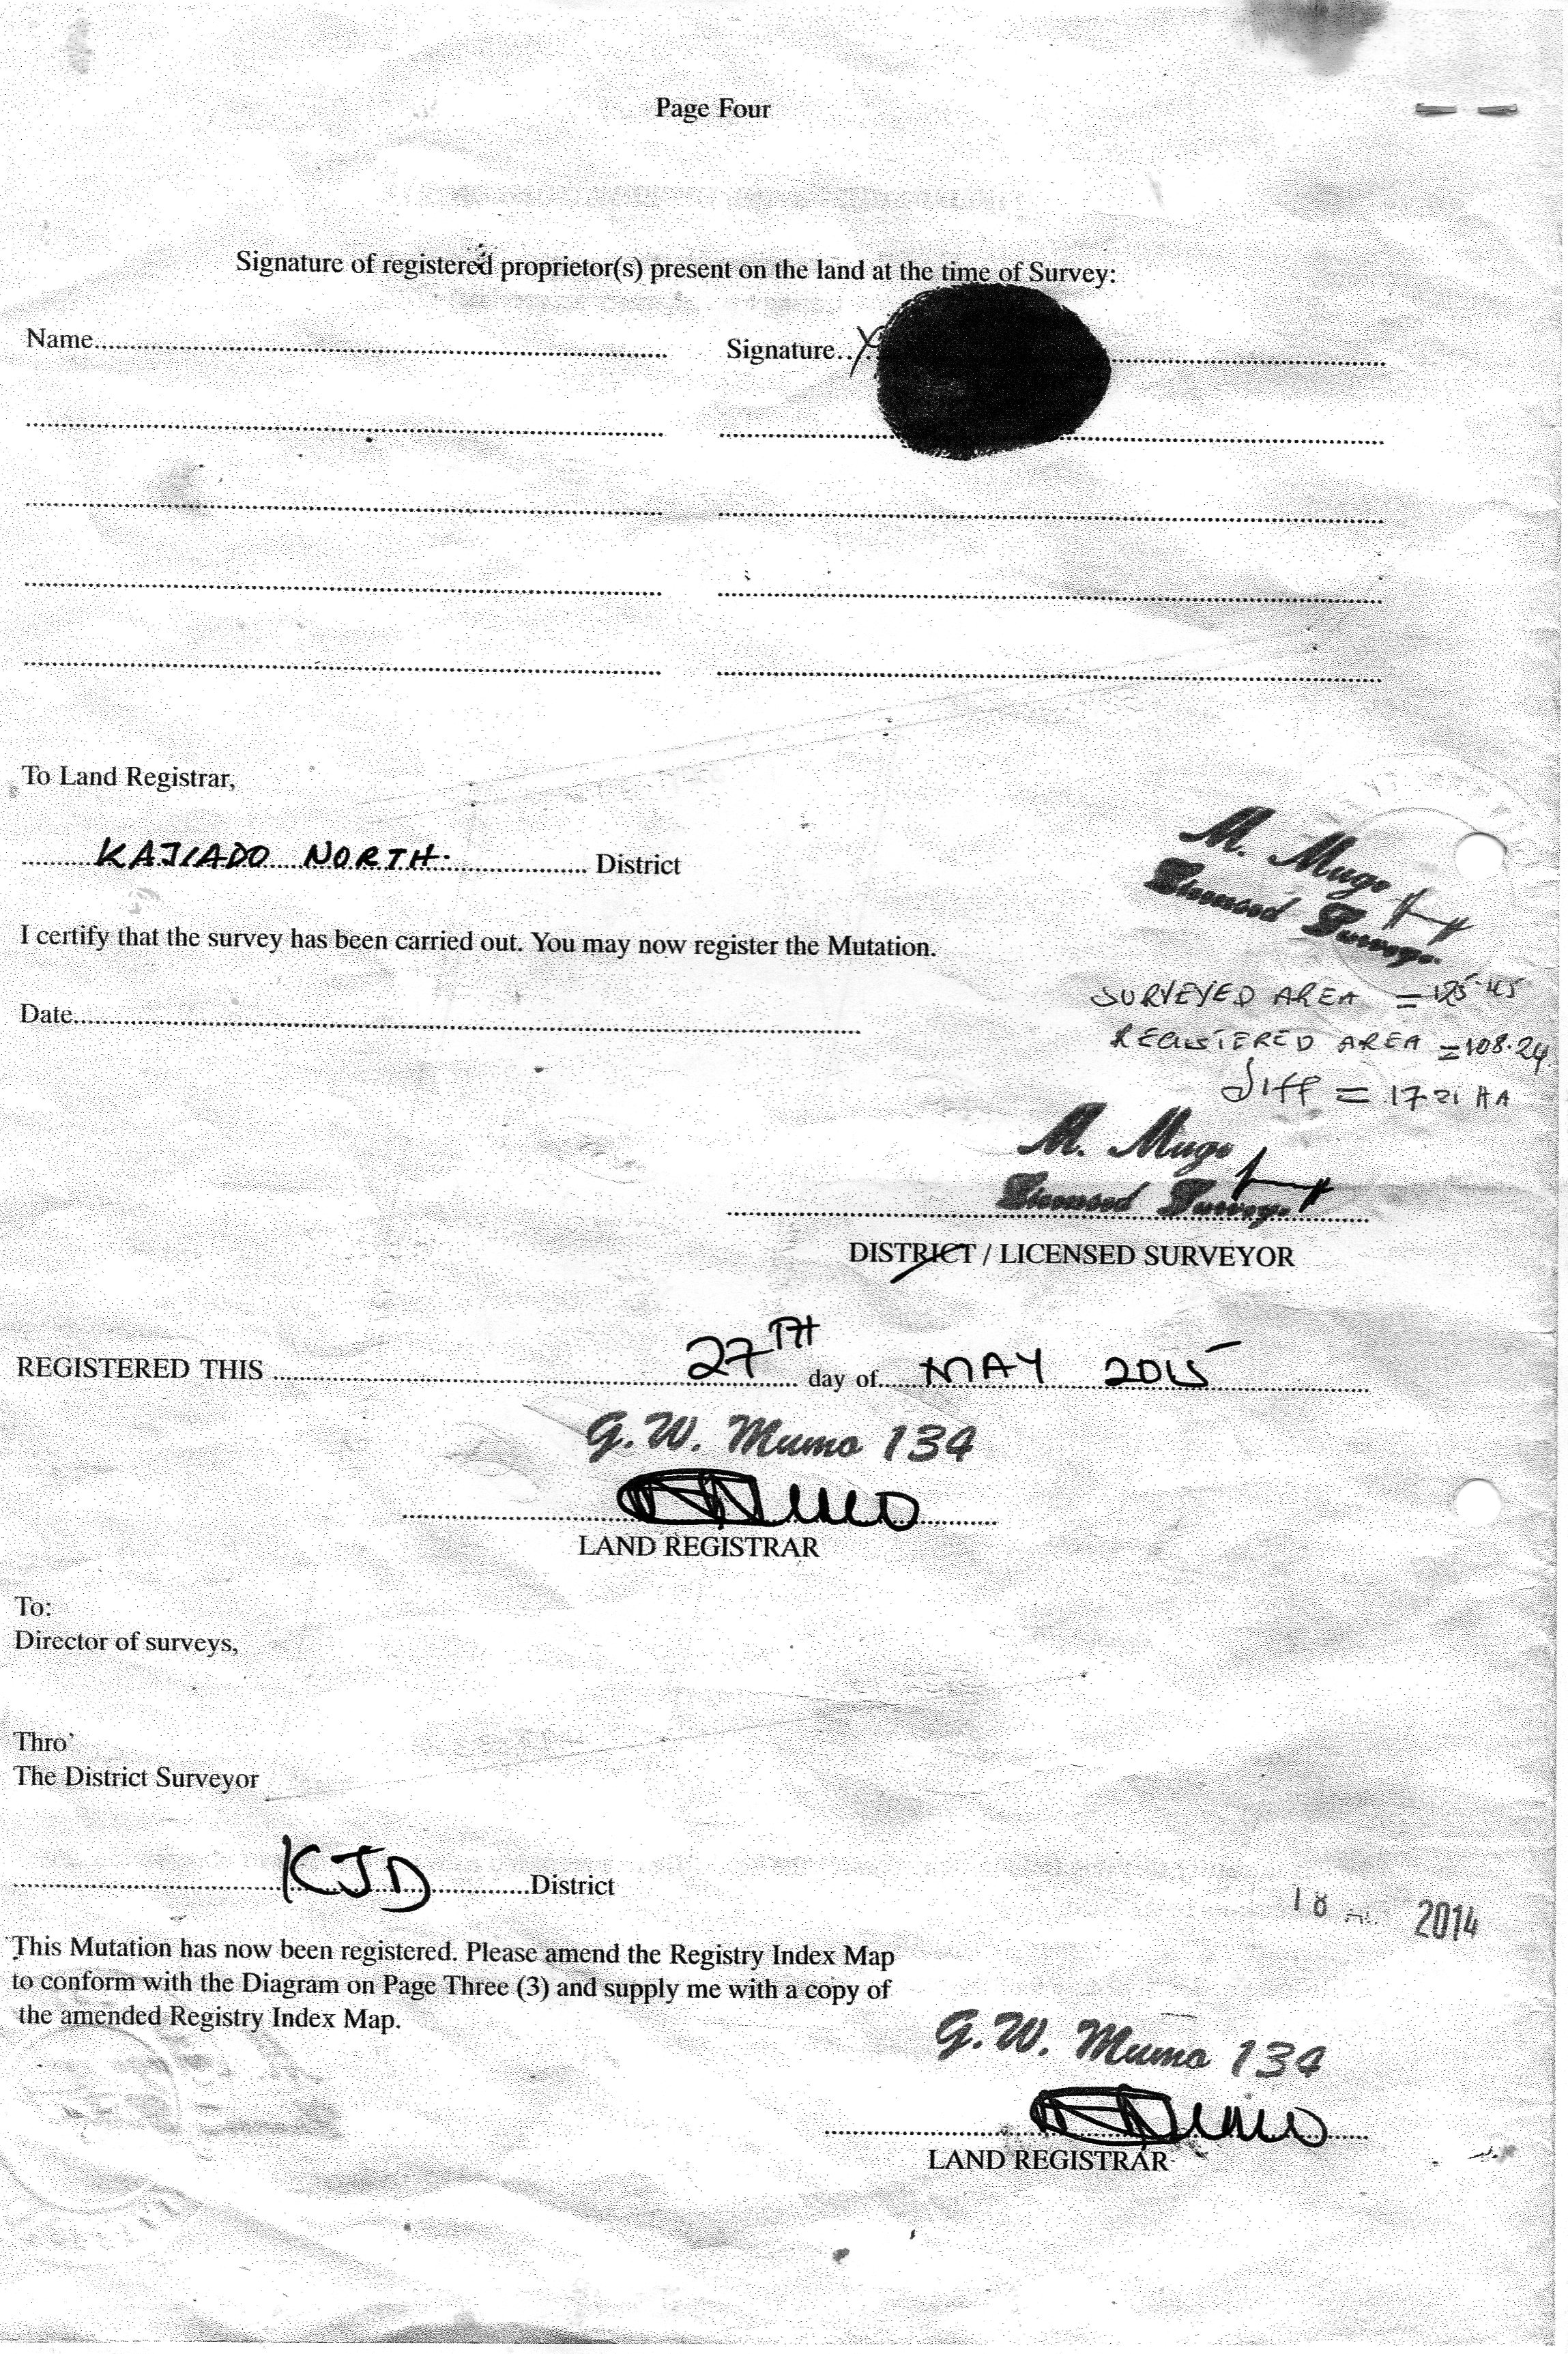 Page Four
Signature of registered proprietor(s) present on the land at the time of Survey:
Name............ Signature.... X
To Land Registrar,
KAJIADO NORTH. District
M. Mugo
Licensed Surveyor
I certify that the survey has been carried out. You may now register the Mutation.
SURVEYED AREA = 125.45
Date............
REGISTERED AREA = 108.24
diff = 17.21 HA
M. Mugo
Licensed Surveyor
DISTRICT / LICENSED SURVEYOR
REGISTERED THIS 27TH day of MAY 2015
G.W. Mumo 134
LAND REGISTRAR
To:
Director of surveys,
Thro'
The District Surveyor
KJD District
18 2014
This Mutation has now been registered. Please amend the Registry Index Map
to conform with the Diagram on Page Three (3) and supply me with a copy of
the amended Registry Index Map.
G.W. Mumo 134
LAND REGISTRAR